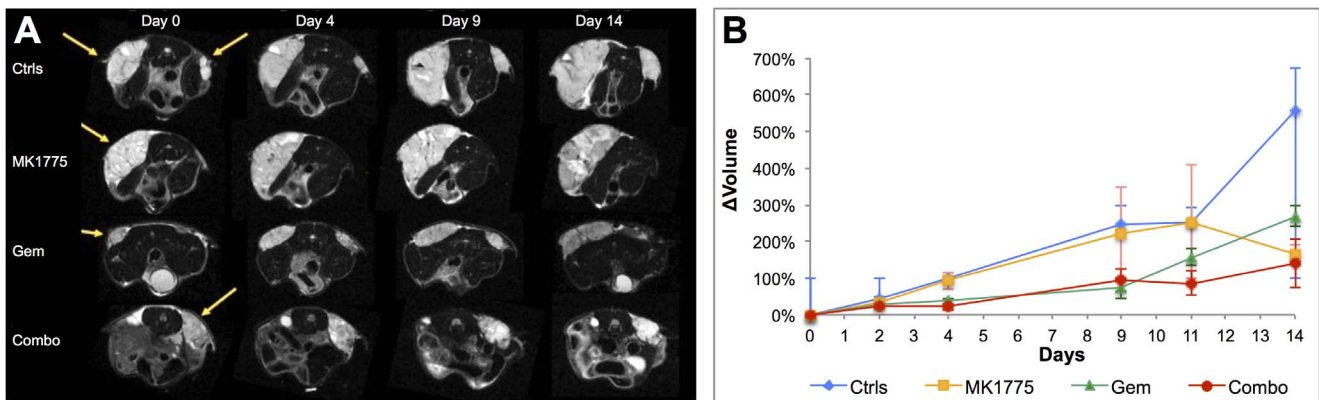 A
Day 0 Day 4 Day 9 Day 14
Ctrls
MK1775
Gem
Combo
B
ΔVolume
700%
600%
500%
400%
300%
200%
100%
0%
0 1 2 3 4 5 6 7 8 9 10 11 12 13 14
Days
Ctrls MK1775 Gem Combo